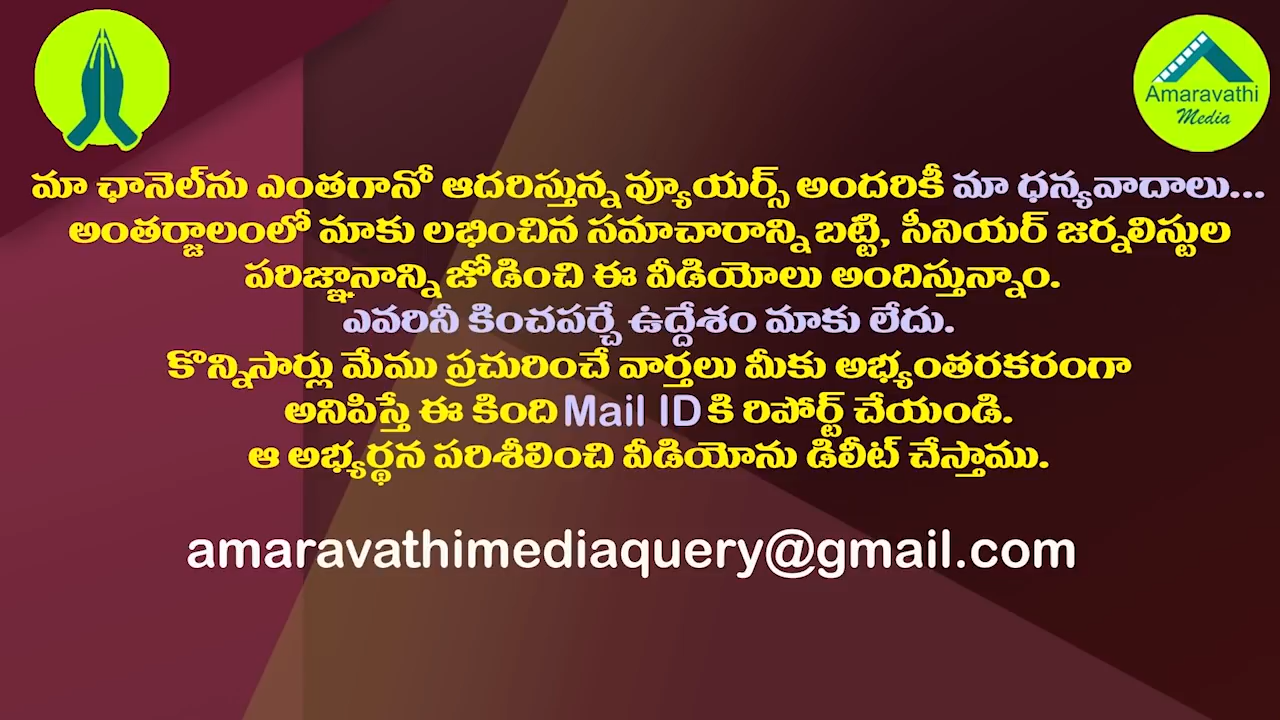 Amaravathi
Media
మా ఛానెల్‌ను ఎంతగానో ఆదరిస్తున్న వ్యూయర్స్ అందరికీ మా ధన్యవాదాలు...
అంతర్జాలంలో మాకు లభించిన సమాచారాన్ని బట్టి, సీనియర్ జర్నలిస్టుల
పరిజ్ఞానాన్ని జోడించి ఈ వీడియోలు అందిస్తున్నాం.
ఎవరినీ కించపర్చే ఉద్దేశం మాకు లేదు.
కొన్నిసార్లు మేము ప్రచురించే వార్తలు మీకు అభ్యంతరకరంగా
అనిపిస్తే ఈ కింది Mail ID కి రిపోర్ట్ చేయండి.
ఆ అభ్యర్థన పరిశీలించి వీడియోను డిలీట్ చేస్తాము.
amaravathimediaquery@gmail.com